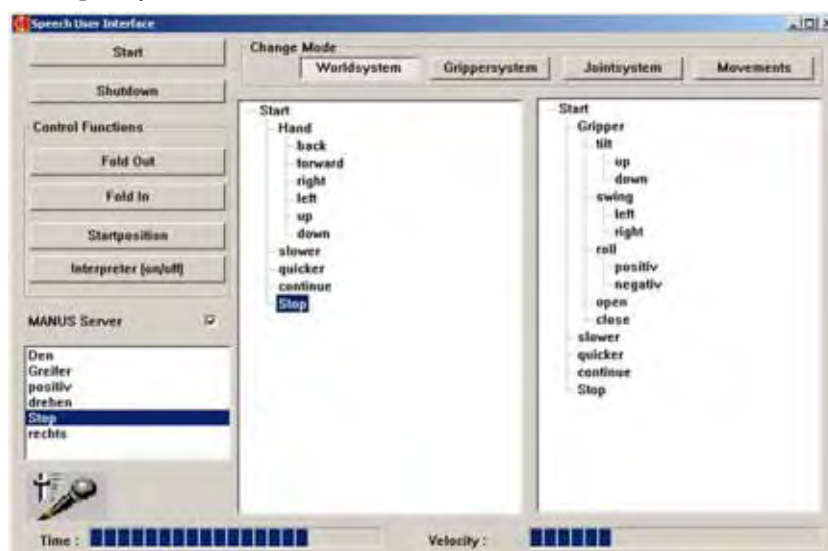 Speech User Interface
Start
Shutdown
Control Functions
Fold Out
Fold In
Startposition
Interpreter (on/off)
MANUS Server
Den
Greifer
positiv
drehen
Stop
rechts
Change Mode
Worldsystem Grippersystem Jointsystem Movements
Start
Hand
back
forward
right
left
up
down
slower
quicker
continue
Stop
Start
Gripper
tilt
up
down
swing
left
right
roll
positiv
negativ
open
close
slower
quicker
continue
Stop
Time : Velocity :